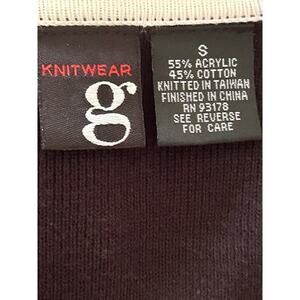 KNITWEAR
g
S
55% ACRYLIC
45% COTTON
KNITTED IN TAIWAN
FINISHED IN CHINA
RN 93178
SEE REVERSE
FOR CARE